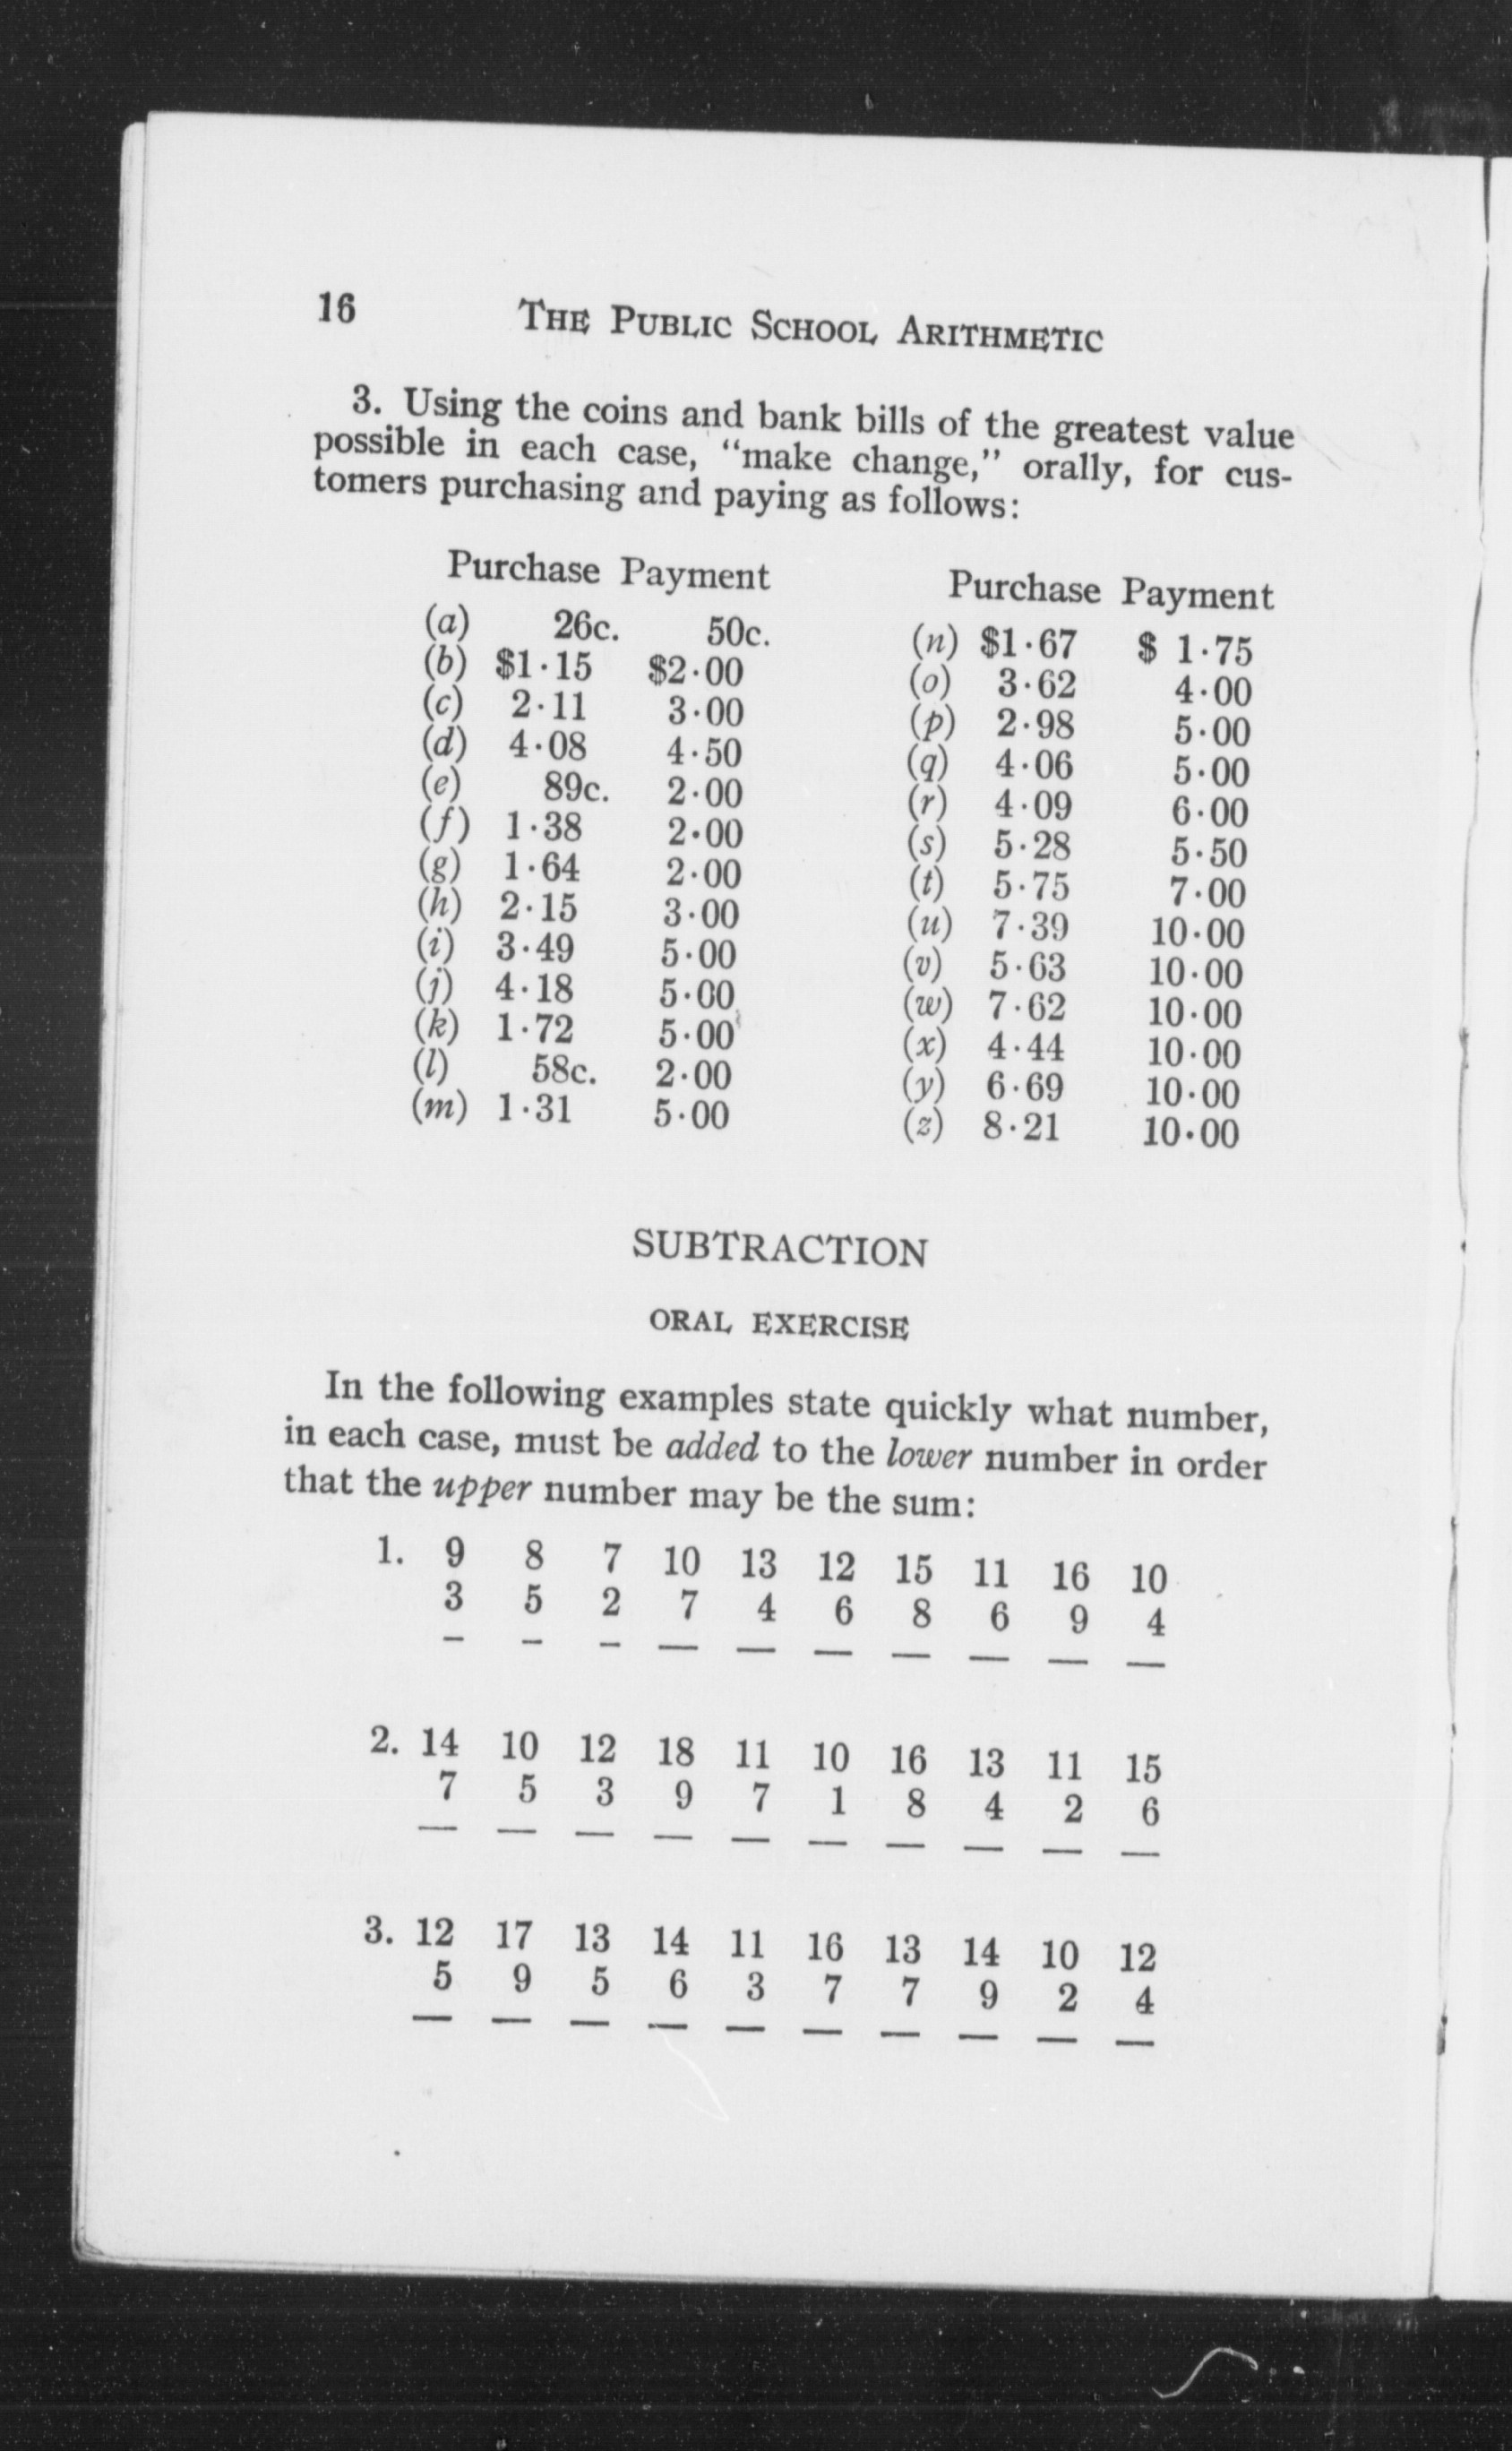 16 THE PUBLIC SCHOOL ARITHMETIC
3. Using the coins and bank bills of the greatest value
possible in each case, "make change," orally, for cus-
tomers purchasing and paying as follows:
Purchase Payment
(a) 26c. 50c.
(b) $1·15 $2·00
(c) 2·11 3·00
(d) 4·08 4·50
(e) 89c. 2·00
(f) 1·38 2·00
(g) 1·64 2·00
(h) 2·15 3·00
(i) 3·49 5·00
(j) 4·18 5·00
(k) 1·72 5·00
(l) 58c. 2·00
(m) 1·31 5·00
Purchase Payment
(n) $1·67 $ 1·75
(o) 3·62 4·00
(p) 2·98 5·00
(q) 4·06 5·00
(r) 4·09 6·00
(s) 5·28 5·50
(t) 5·75 7·00
(u) 7·39 10·00
(v) 5·63 10·00
(w) 7·62 10·00
(x) 4·44 10·00
(y) 6·69 10·00
(z) 8·21 10·00
SUBTRACTION
ORAL EXERCISE
In the following examples state quickly what number,
in each case, must be added to the lower number in order
that the upper number may be the sum:
1. 9 8 7 10 13 12 15 11 16 10
3 5 2 7 4 6 8 6 9 4
2. 14 10 12 18 11 10 16 13 11 15
7 5 3 9 7 1 8 4 2 6
3. 12 17 13 14 11 16 13 14 10 12
5 9 5 6 3 7 7 9 2 4